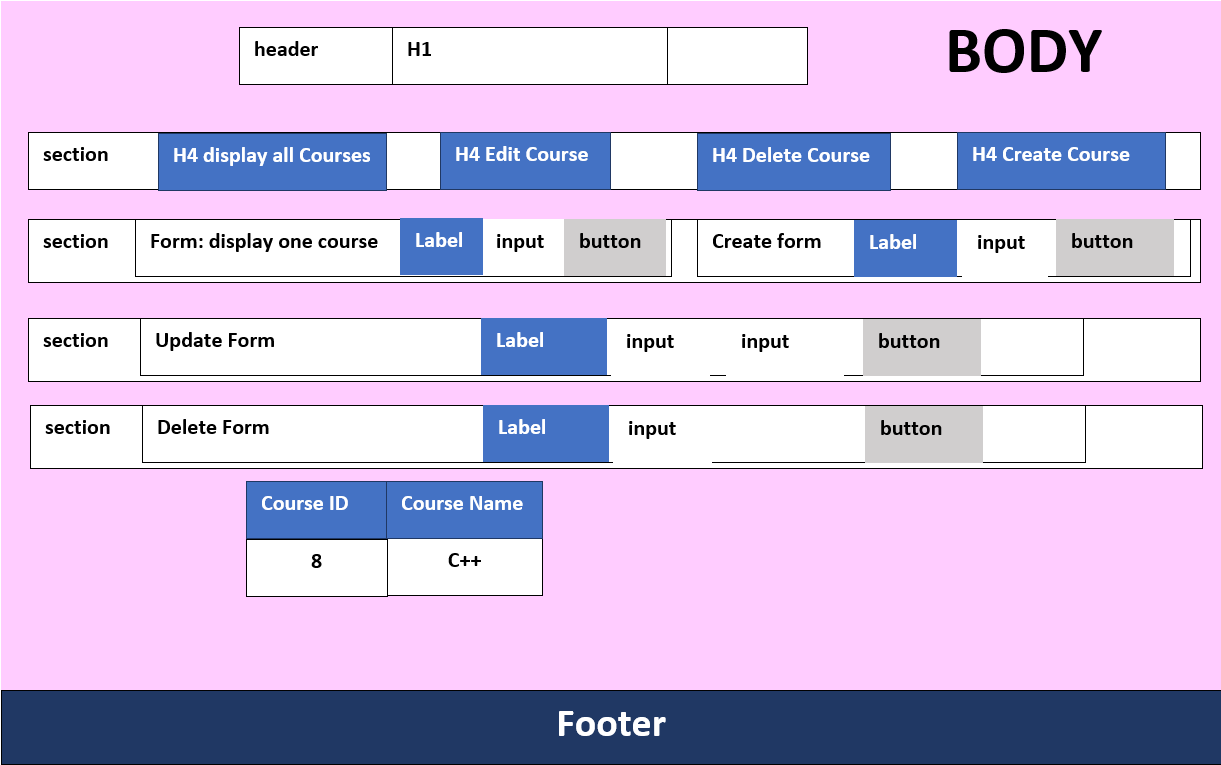 header H1 BODY
section H4 display all Courses H4 Edit Course H4 Delete Course H4 Create Course
section Form: display one course Label input button Create form Label input button
section Update Form Label input input button
section Delete Form Label input button
Course ID Course Name
8 C++
Footer